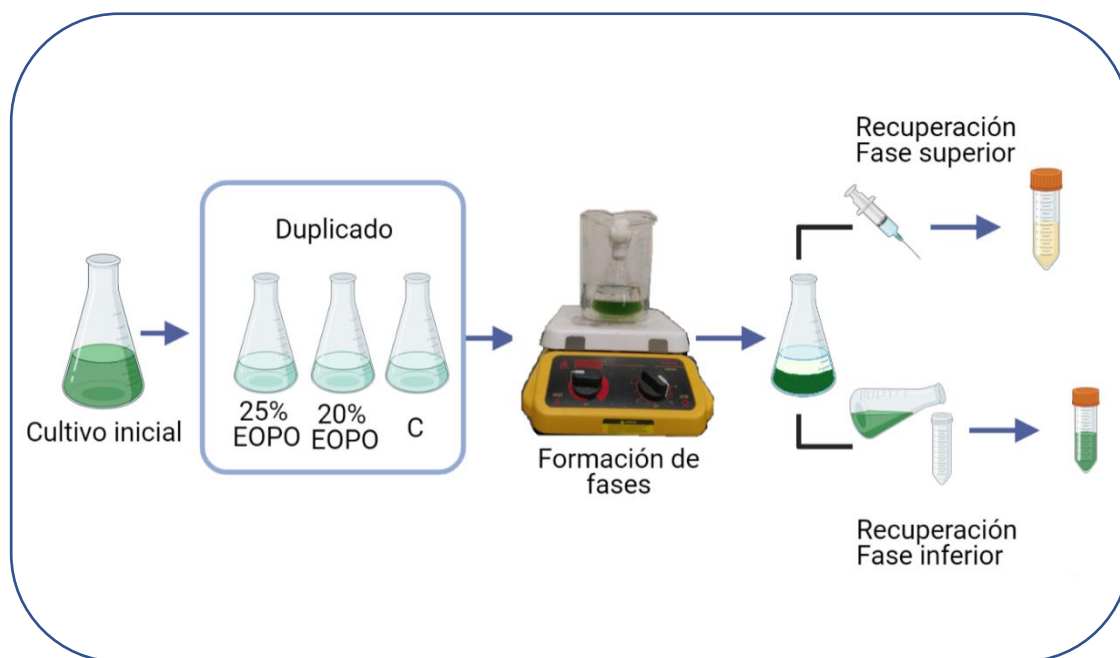 Recuperación
Fase superior
Duplicado
25%
EOPO
20%
EOPO
C
Cultivo inicial
Formación de
fases
Recuperación
Fase inferior